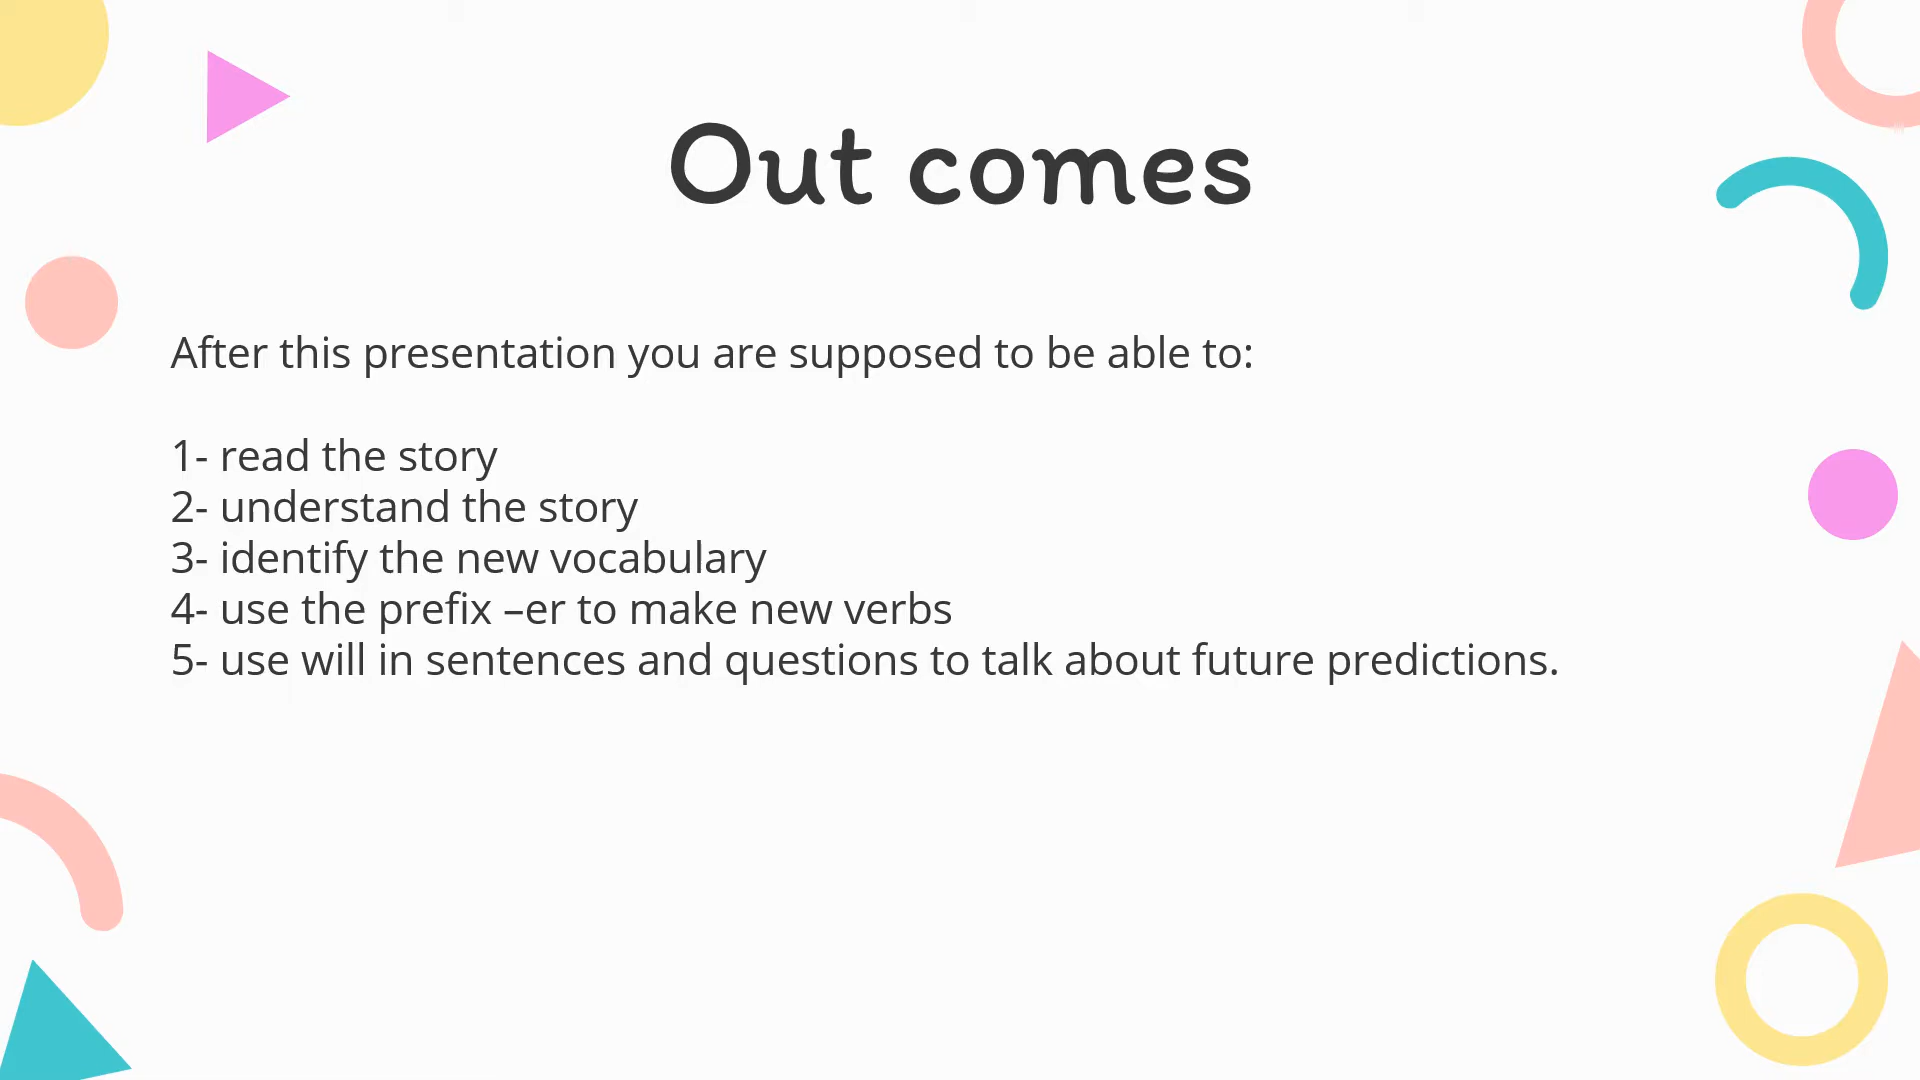 Out comes
After this presentation you are supposed to be able to:
1- read the story
2- understand the story
3- identify the new vocabulary
4- use the prefix –er to make new verbs
5- use will in sentences and questions to talk about future predictions.